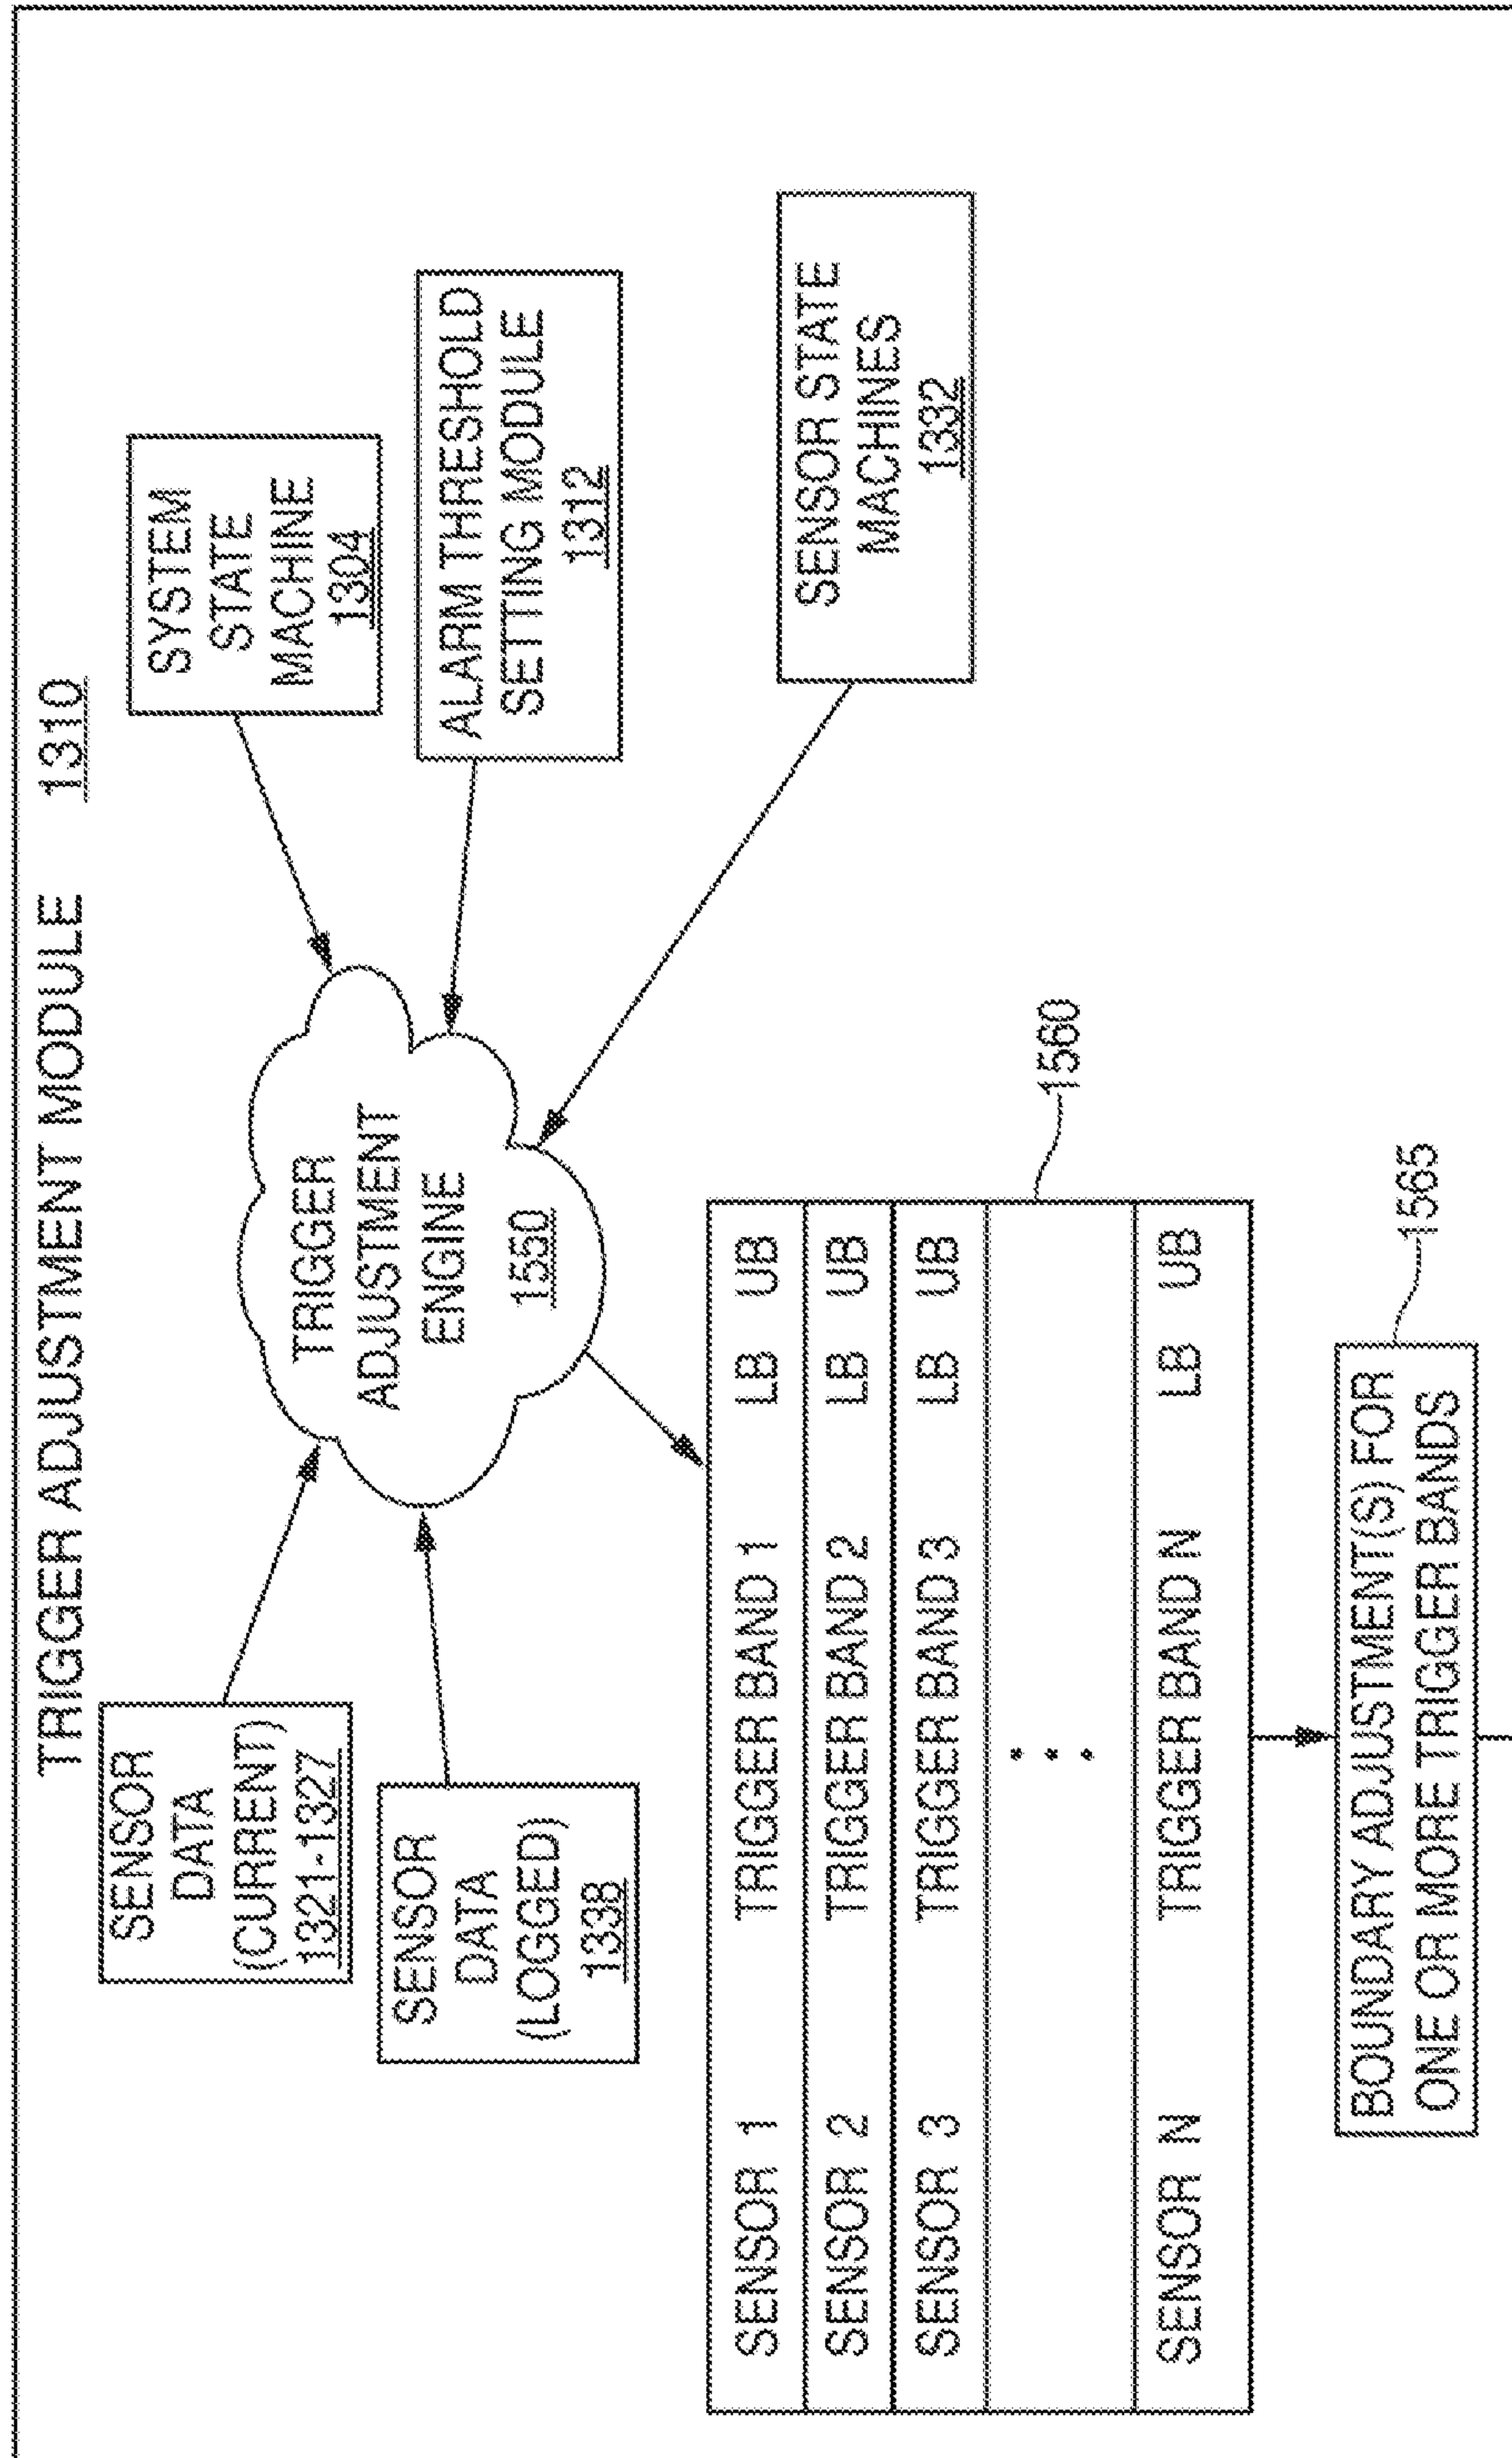 TRIGGER ADJUSTMENT MODULE 1310
SENSOR
DATA
(CURRENT)
1321-1327
SENSOR
DATA
(LOGGED)
1338
TRIGGER
ADJUSTMENT
ENGINE
1550
SYSTEM
STATE
MACHINE
1304
ALARM THRESHOLD
SETTING MODULE
1312
SENSOR STATE
MACHINES
1332
SENSOR 1 TRIGGER BAND 1 LB UB
SENSOR 2 TRIGGER BAND 2 LB UB
SENSOR 3 TRIGGER BAND 3 LB UB
• • •
SENSOR N TRIGGER BAND N LB UB
1560
BOUNDARY ADJUSTMENT(S) FOR
ONE OR MORE TRIGGER BANDS
1565